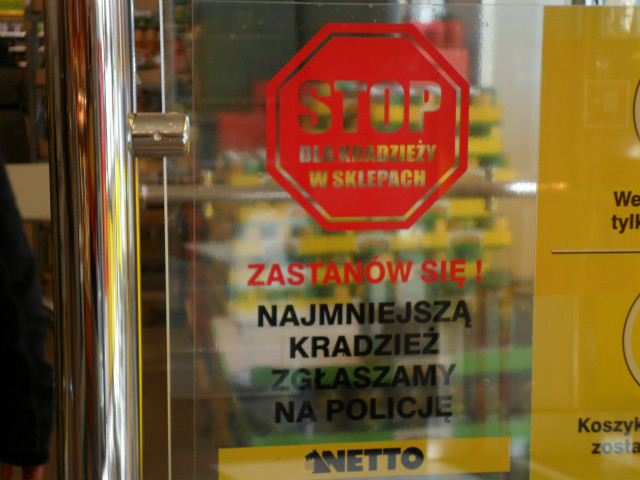 STOP
DLA KRADZIEŻY
W SKLEPACH
ZASTANÓW SIĘ !
NAJMNIEJSZĄ
KRADZIEŻ
ZGŁASZAMY
NA POLICJĘ
NETTO